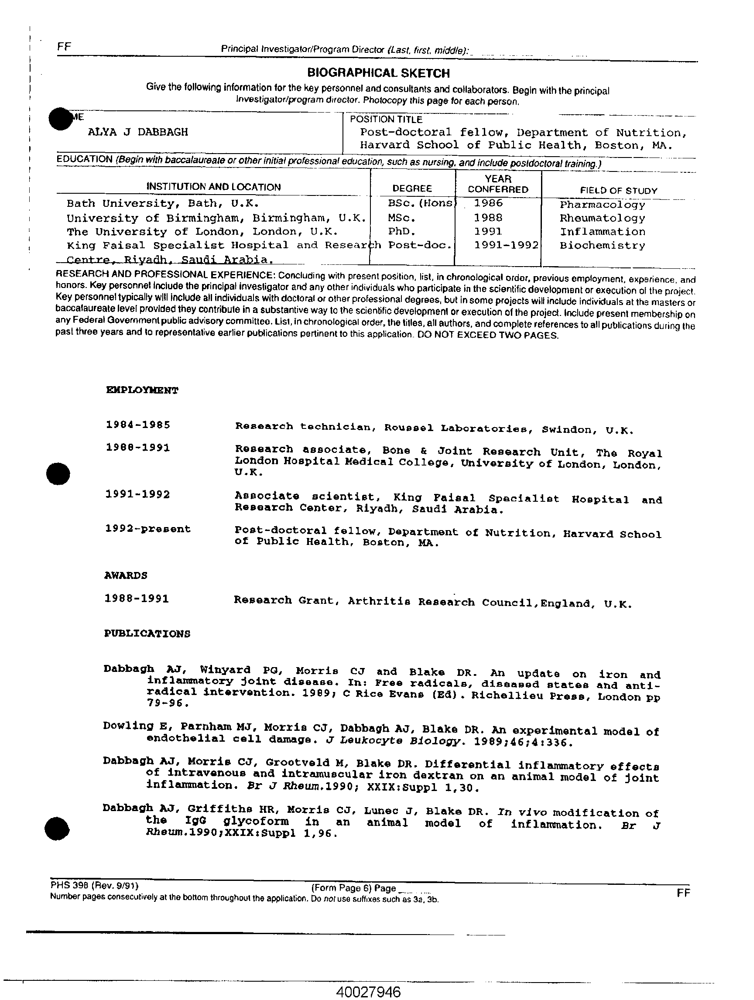 FF
Principal Investigator/Program Director (Last, first, middle):
BIOGRAPHICAL SKETCH
Give the following information for the key personnel and consultants and collaborators. Begin with the principal
investigator/program director. Photocopy this page for each person.
ME
POSITION TITLE
ALYA J DABBAGH
Post-doctoral fellow, Department of Nutrition,
Harvard School of Public Health, Boston, MA.
EDUCATION (Begin with baccalaureate or other initial professional education, such as nursing, and include postdoctoral training.)
INSTITUTION AND LOCATION DEGREE YEAR CONFERRED FIELD OF STUDY
Bath University, Bath, U.K. BSc. (Hons) 1986 Pharmacology
University of Birmingham, Birmingham, U.K. MSc. 1988 Rheumatology
The University of London, London, U.K. PhD. 1991 Inflammation
King Faisal Specialist Hospital and Research Post-doc. 1991-1992 Biochemistry
Centre, Riyadh, Saudi Arabia.
RESEARCH AND PROFESSIONAL EXPERIENCE: Concluding with present position, list, in chronological order, previous employment, experience, and
honors. Key personnel include the principal investigator and any other individuals who participate in the scientific development or execution of the project.
Key personnel typically will include all individuals with doctoral or other professional degrees, but in some projects will include individuals at the masters or
baccalaureate level provided they contribute in a substantive way to the scientific development or execution of the project. Include present membership on
any Federal Government public advisory committee. List, in chronological order, the titles, all authors, and complete references to all publications during the
past three years and to representative earlier publications pertinent to this application. DO NOT EXCEED TWO PAGES.
EMPLOYMENT
1984-1985 Research technician, Roussel Laboratories, Swindon, U.K.
1988-1991 Research associate, Bone & Joint Research Unit, The Royal
London Hospital Medical College, University of London, London,
U.K.
1991-1992 Associate scientist, King Faisal Specialist Hospital and
Research Center, Riyadh, Saudi Arabia.
1992-present Post-doctoral fellow, Department of Nutrition, Harvard School
of Public Health, Boston, MA.
AWARDS
1988-1991 Research Grant, Arthritis Research Council,England, U.K.
PUBLICATIONS
Dabbagh AJ, Winyard PG, Morris CJ and Blake DR. An update on iron and
inflammatory joint disease. In: Free radicals, diseased states and anti-
radical intervention. 1989; C Rice Evans (Ed). Richellieu Press, London pp
79-96.
Dowling E, Parnham MJ, Morris CJ, Dabbagh AJ, Blake DR. An experimental model of
endothelial cell damage. J Leukocyte Biology. 1989;46;4:336.
Dabbagh AJ, Morris CJ, Grootveld M, Blake DR. Differential inflammatory effects
of intravenous and intramuscular iron dextran on an animal model of joint
inflammation. Br J Rheum.1990; XXIX:Suppl 1,30.
Dabbagh AJ, Griffiths HR, Morris CJ, Lunec J, Blake DR. In vivo modification of
the IgG glycoform in an animal model of inflammation. Br J
Rheum.1990;XXIX:Suppl 1,96.
PHS 398 (Rev. 9/91) (Form Page 6) Page
FF
Number pages consecutively at the bottom throughout the application. Do not use suffixes such as 3a, 3b.
40027946